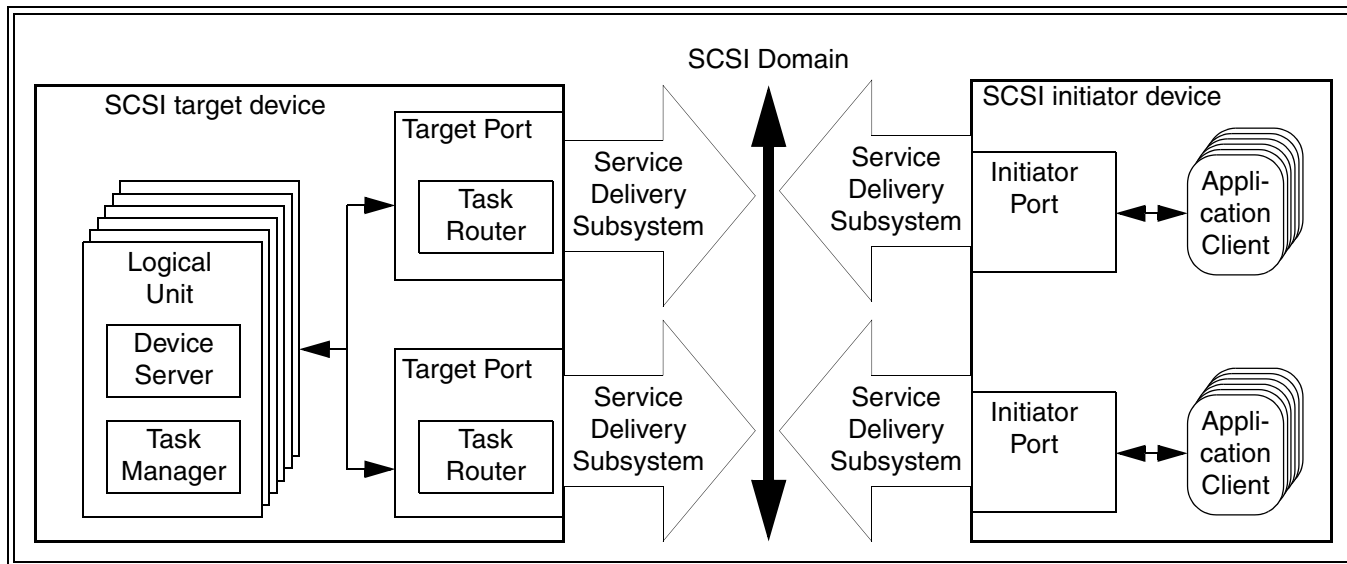 SCSI Domain
SCSI target device
Target Port
Task
Router
Logical
Unit
Device
Server
Task
Manager
Target Port
Task
Router
Service
Delivery
Subsystem
Service
Delivery
Subsystem
Service
Delivery
Subsystem
Service
Delivery
Subsystem
SCSI initiator device
Initiator
Port
Appli-
cation
Client
Initiator
Port
Appli-
cation
Client